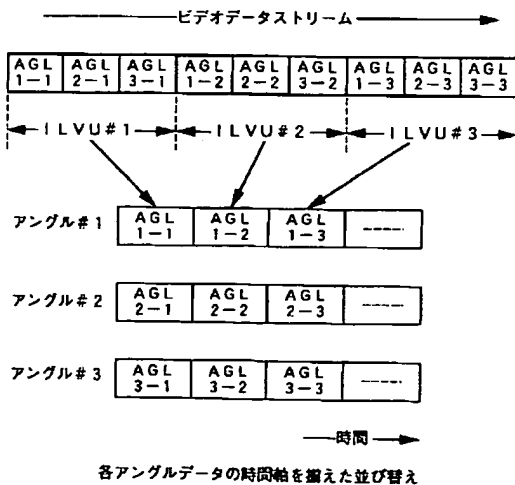 ビデオデータストリーム
AGL 1-1 AGL 2-1 AGL 3-1 AGL 1-2 AGL 2-2 AGL 3-2 AGL 1-3 AGL 2-3 AGL 3-3
ILVU#1 ILVU#2 ILVU#3
アングル#1 AGL 1-1 AGL 1-2 AGL 1-3
アングル#2 AGL 2-1 AGL 2-2 AGL 2-3
アングル#3 AGL 3-1 AGL 3-2 AGL 3-3
時間
各アングルデータの時間軸を揃えた並び替え